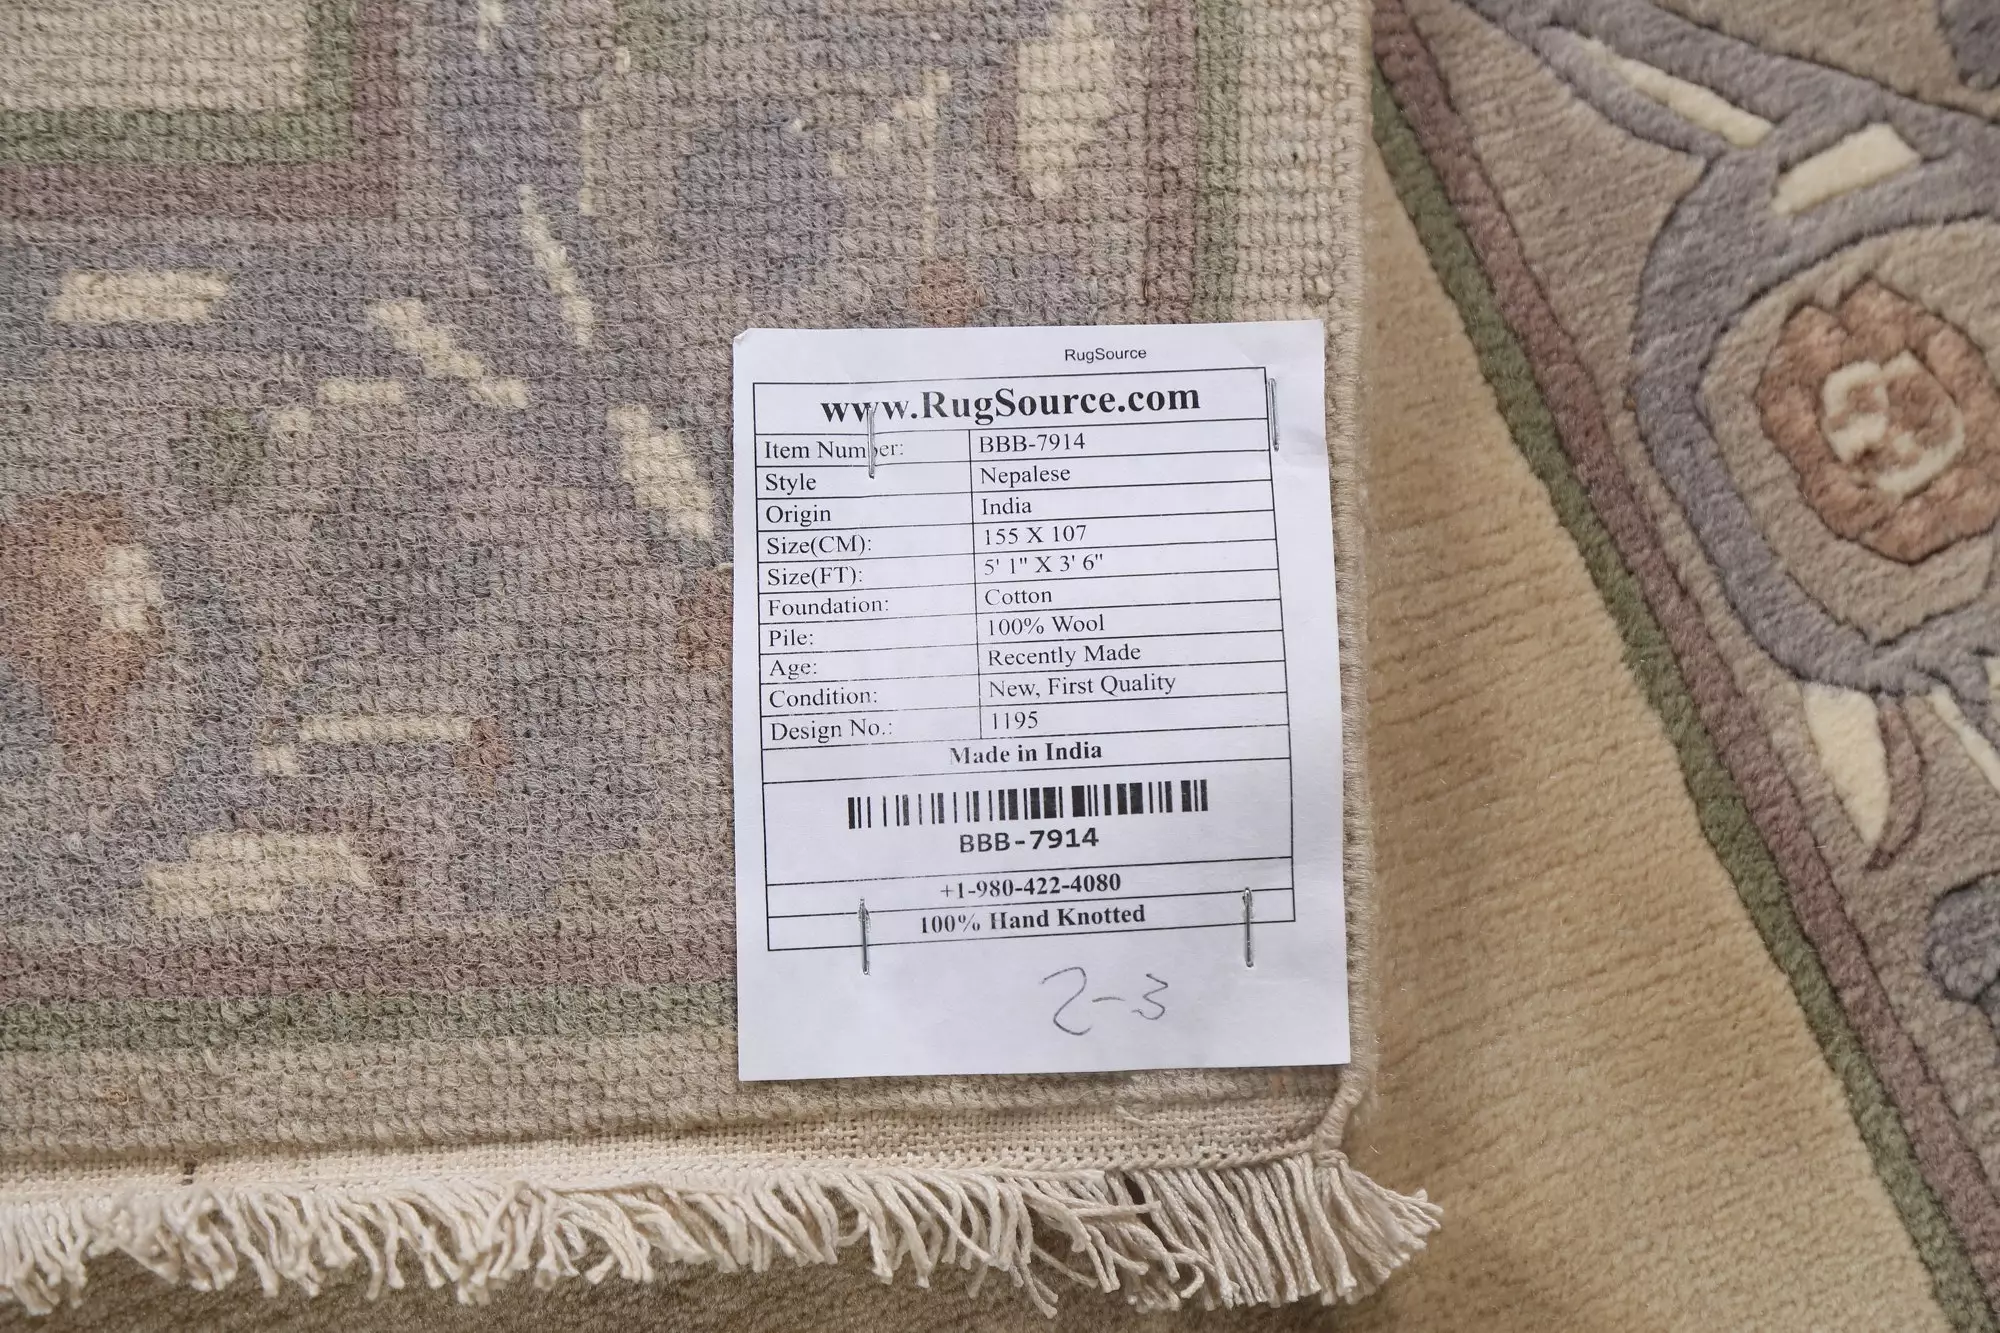 RugSource
www.RugSource.com
Item Number: BBB-7914
Style Nepalese
Origin India
Size(CM): 155 X 107
Size(FT): 5' 1" X 3' 6"
Foundation: Cotton
Pile: 100% Wool
Age: Recently Made
Condition: New, First Quality
Design No.: 1195
Made in India
BBB-7914
+1-980-422-4080
100% Hand Knotted
2-3